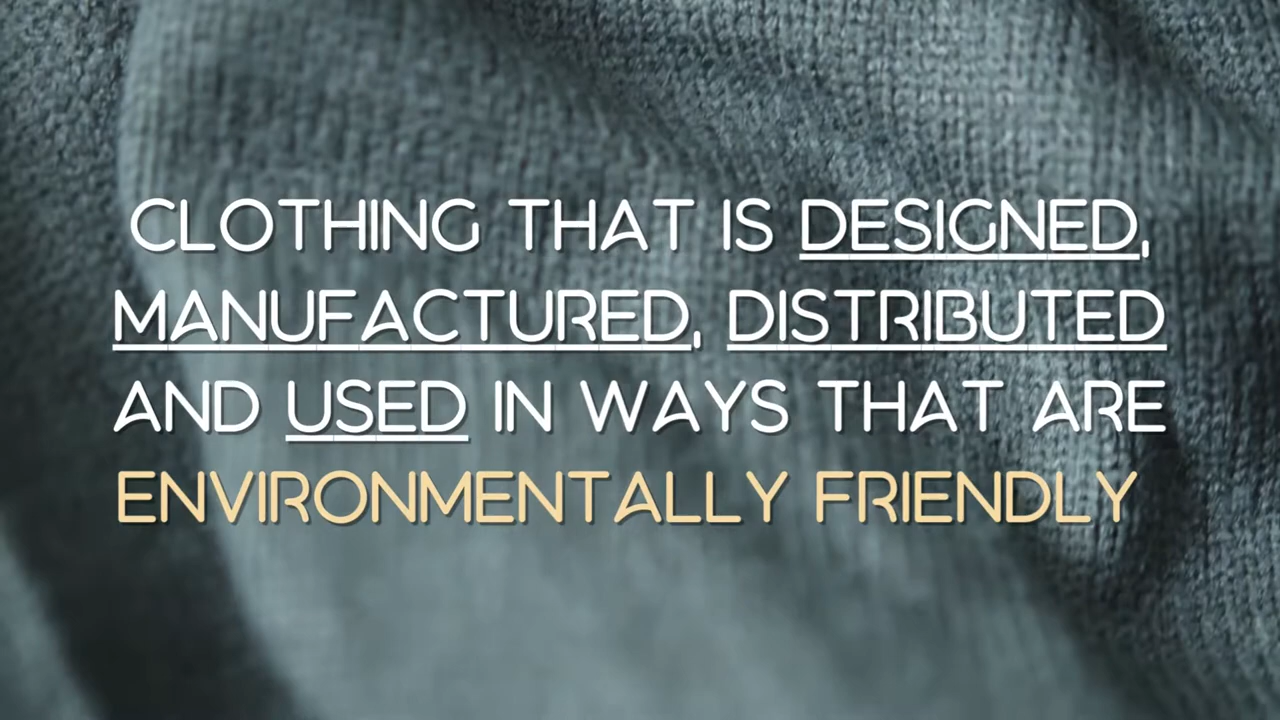 CLOTHING THAT IS DESIGNED,
MANUFACTURED, DISTRIBUTED
AND USED IN WAYS THAT ARE
ENVIRONMENTALLY FRIENDLY